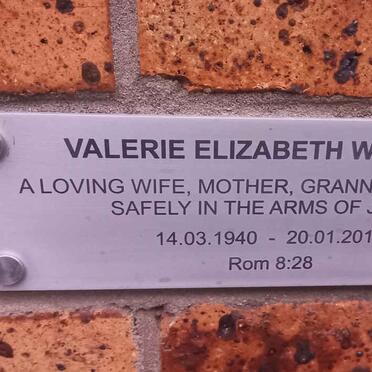 VALERIE ELIZABETH W
A LOVING WIFE, MOTHER, GRANN
SAFELY IN THE ARMS OF J
14.03.1940 - 20.01.201
Rom 8:28